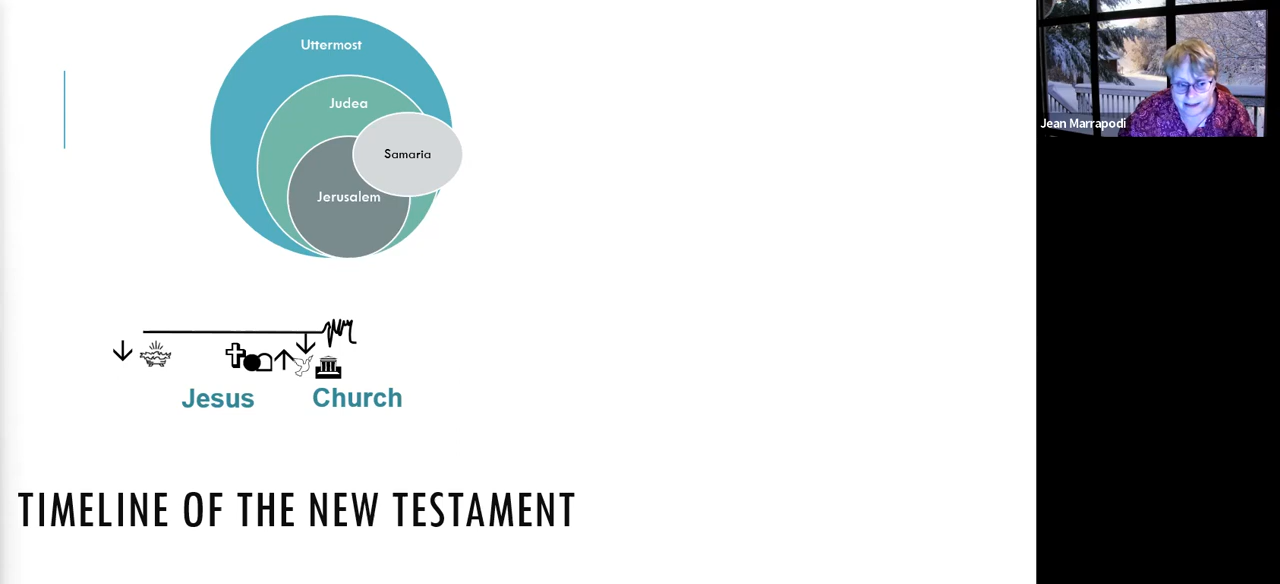 Uttermost
Judea
Samaria
Jerusalem
Jean Marrapodi
Jesus
Church
TIMELINE OF THE NEW TESTAMENT